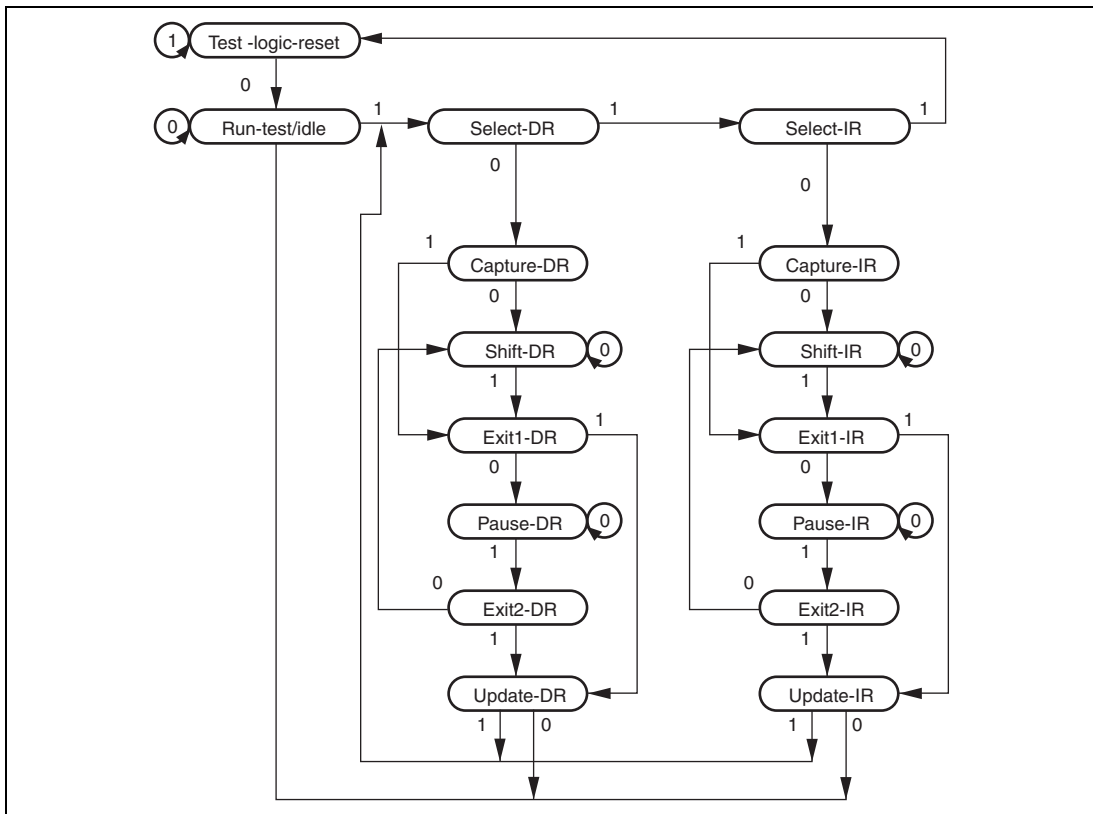 1 Test -logic-reset
0
0 Run-test/idle 1 Select-DR 1 Select-IR 1
0 0
1 1
Capture-DR Capture-IR
0 0
Shift-DR 0 Shift-IR 0
1 1
Exit1-DR 1 Exit1-IR 1
0 0
Pause-DR 0 Pause-IR 0
1 1
0 0
Exit2-DR Exit2-IR
1 1
Update-DR Update-IR
1 0 1 0